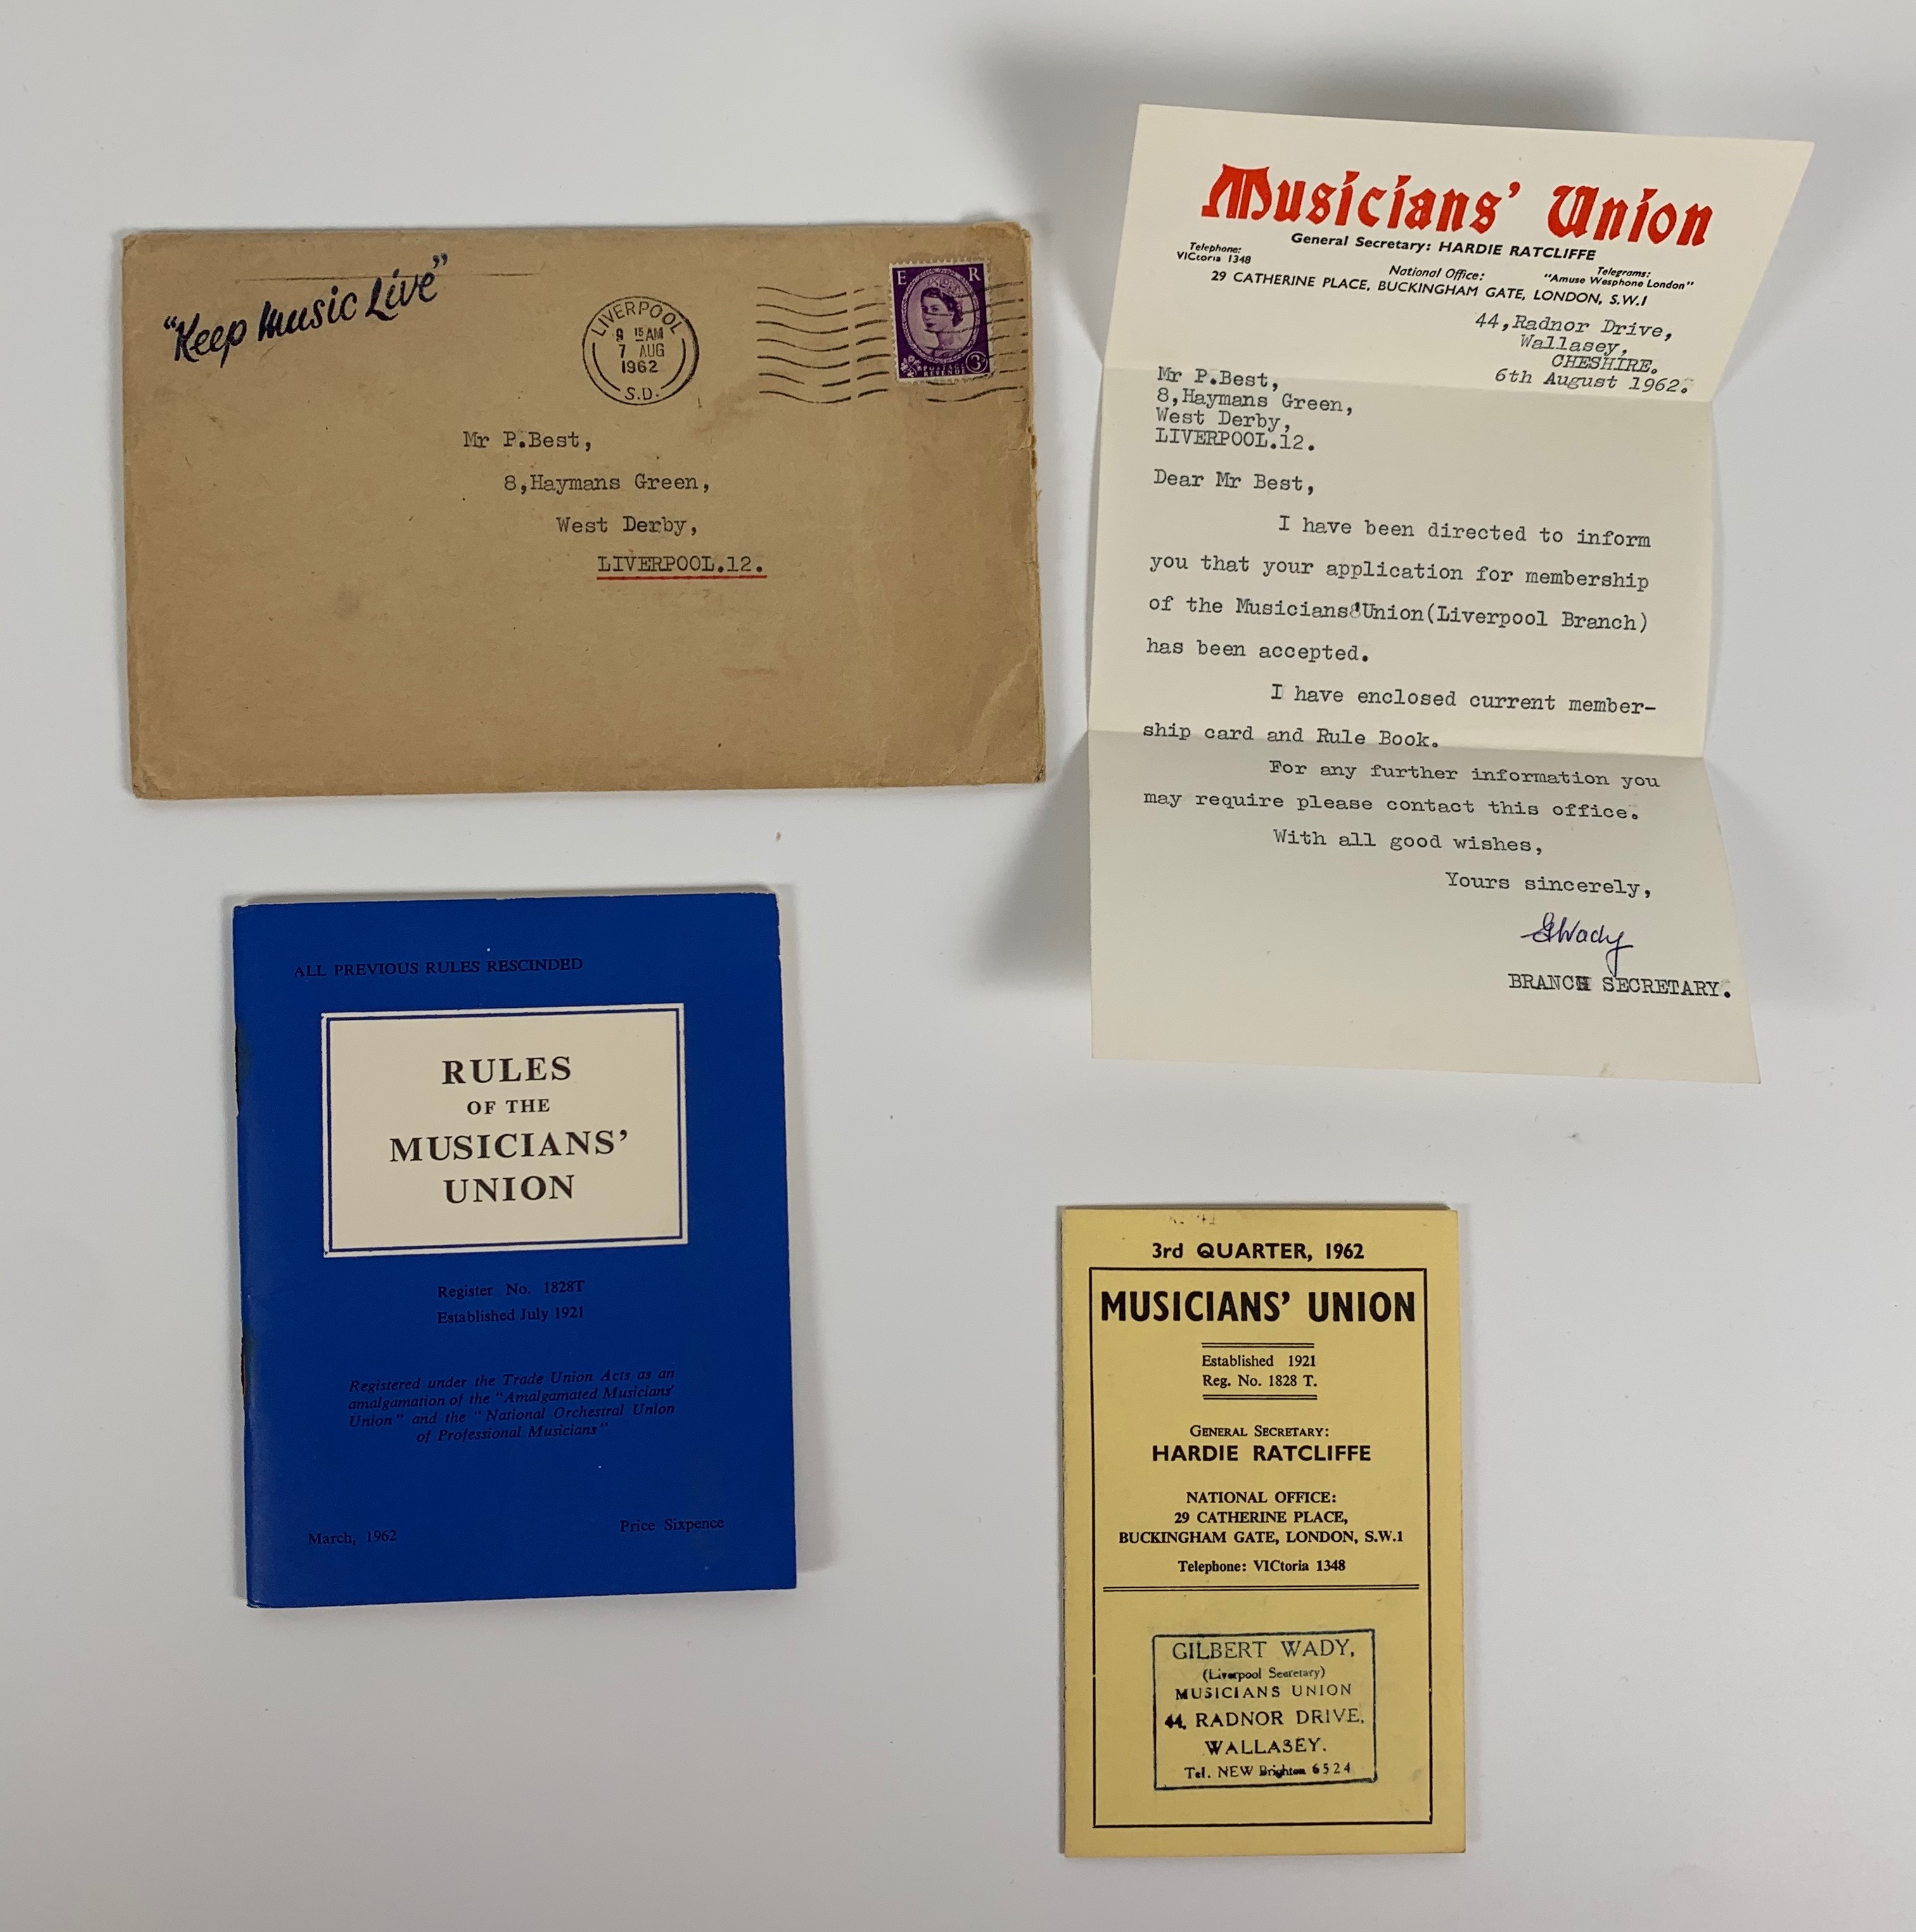 "Keep Music Live"
LIVERPOOL
9 15 AM
7 AUG
1962
S.D.
E R
POSTAGE
REVENUE
3D
Mr P.Best,
8,Haymans Green,
West Derby,
LIVERPOOL.12.
Musicians' Union
General Secretary: HARDIE RATCLIFFE
Telephone:
VICtoria 1348
National Office:
Telegrams:
"Amuse Wesphone London"
29 CATHERINE PLACE, BUCKINGHAM GATE, LONDON, S.W.1
44,Radnor Drive,
Wallasey,
CHESHIRE.
6th August 1962.
Mr P.Best,
8,Haymans Green,
West Derby,
LIVERPOOL.12.
Dear Mr Best,
I have been directed to inform
you that your application for membership
of the Musicians'Union(Liverpool Branch)
has been accepted.
I have enclosed current member-
ship card and Rule Book.
For any further information you
may require please contact this office.
With all good wishes,
Yours sincerely,
GWady
BRANCH SECRETARY.
ALL PREVIOUS RULES RESCINDED
RULES
OF THE
MUSICIANS'
UNION
Register No. 1828T
Established July 1921
Registered under the Trade Union Acts as an
amalgamation of the "Amalgamated Musicians'
Union" and the "National Orchestral Union
of Professional Musicians"
March, 1962
Price Sixpence
3rd QUARTER, 1962
MUSICIANS' UNION
Established 1921
Reg. No. 1828 T.
GENERAL SECRETARY:
HARDIE RATCLIFFE
NATIONAL OFFICE:
29 CATHERINE PLACE,
BUCKINGHAM GATE, LONDON, S.W.1
Telephone: VICtoria 1348
GILBERT WADY,
(Liverpool Secretary)
MUSICIANS UNION
44, RADNOR DRIVE,
WALLASEY.
Tel. NEW Brighton 6524